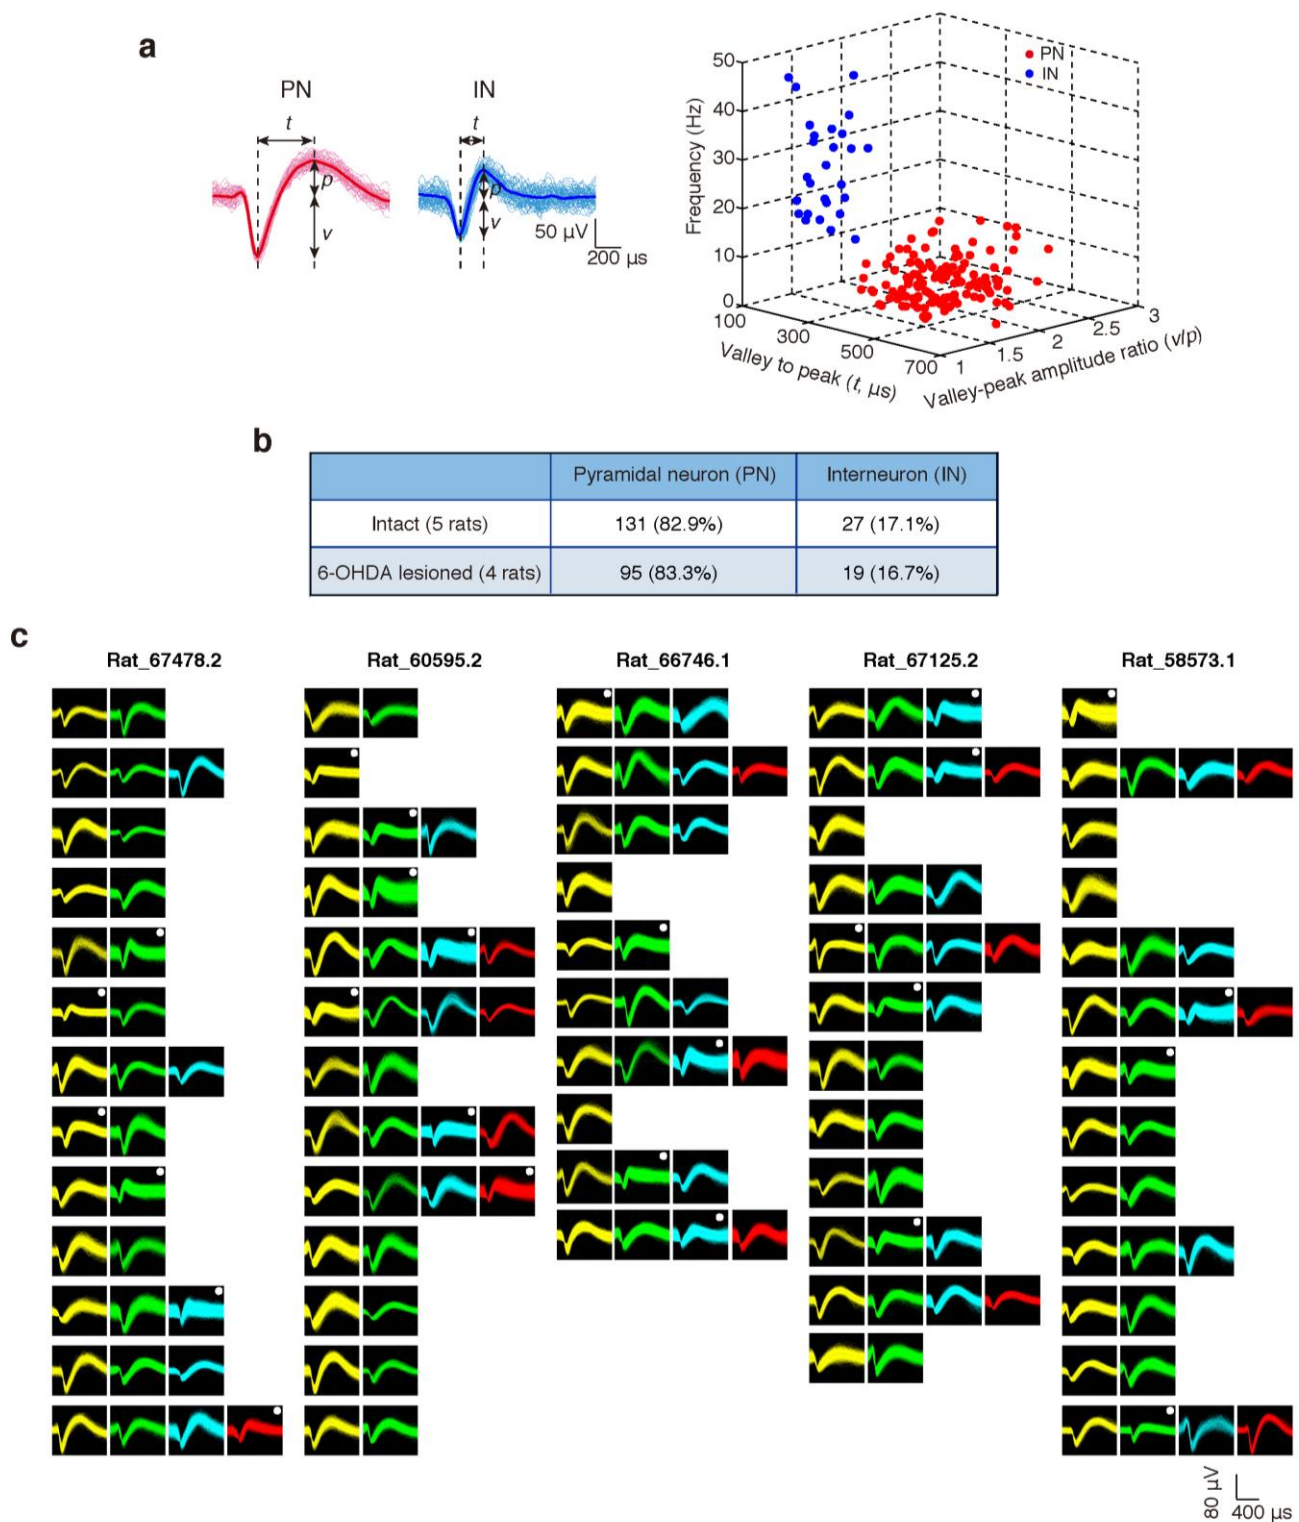 a
PN
IN
t
t
p
v
p
v
50 µV
200 µs
PN
IN
Frequency (Hz)
50
40
30
20
10
0
100
300
500
700
Valley to peak (t, µs)
1
1.5
2
2.5
3
Valley-peak amplitude ratio (v/p)
b
Pyramidal neuron (PN)
Interneuron (IN)
Intact (5 rats)
131 (82.9%)
27 (17.1%)
6-OHDA lesioned (4 rats)
95 (83.3%)
19 (16.7%)
c
Rat_67478.2
Rat_60595.2
Rat_66746.1
Rat_67125.2
Rat_58573.1
80 µV
400 µs